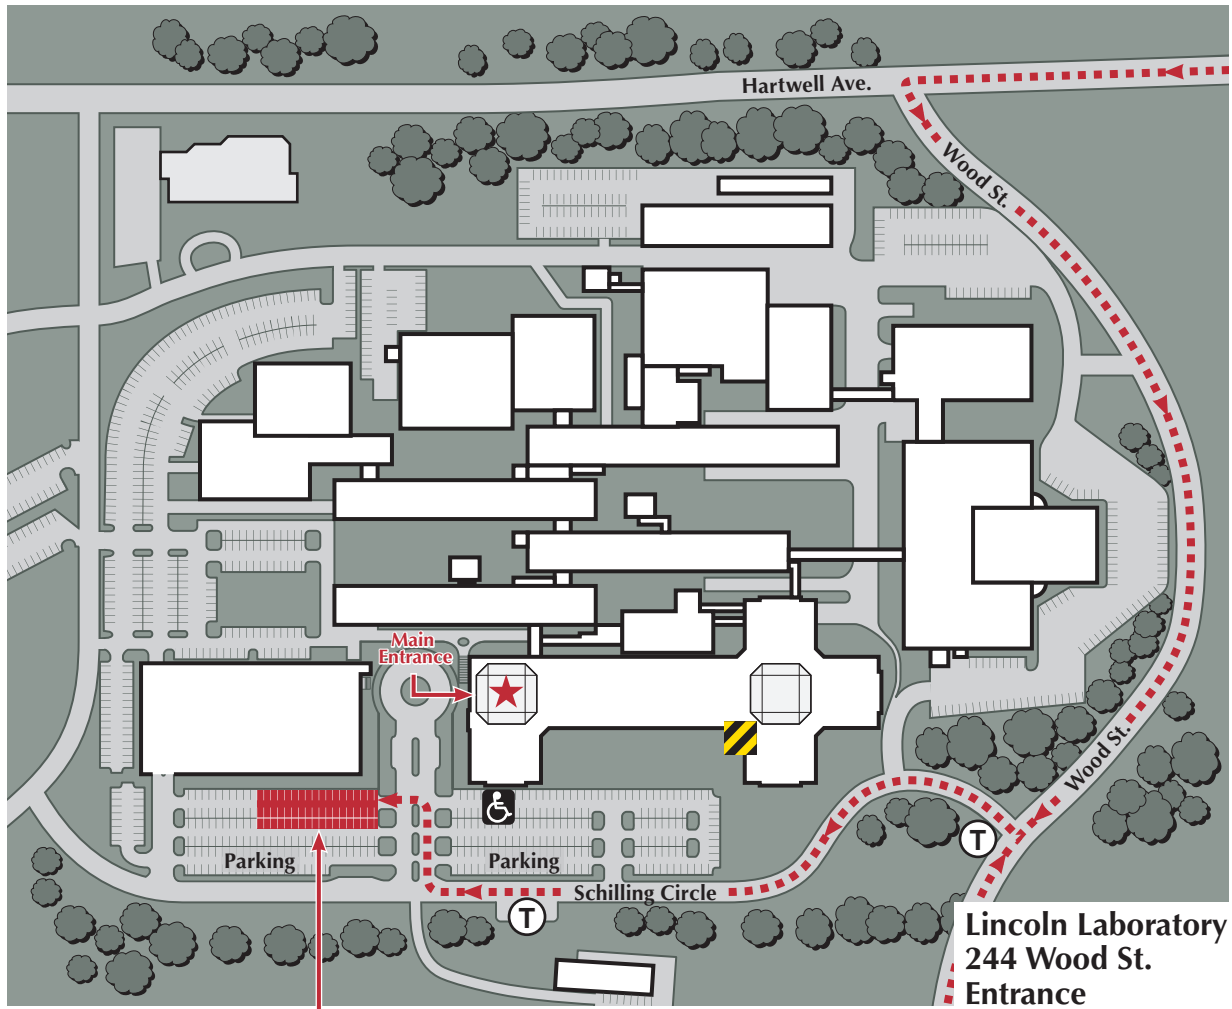 Hartwell Ave.
Wood St.
Main
Entrance
Wood St.
T
Parking
Parking
Schilling Circle
T
Lincoln Laboratory
244 Wood St.
Entrance